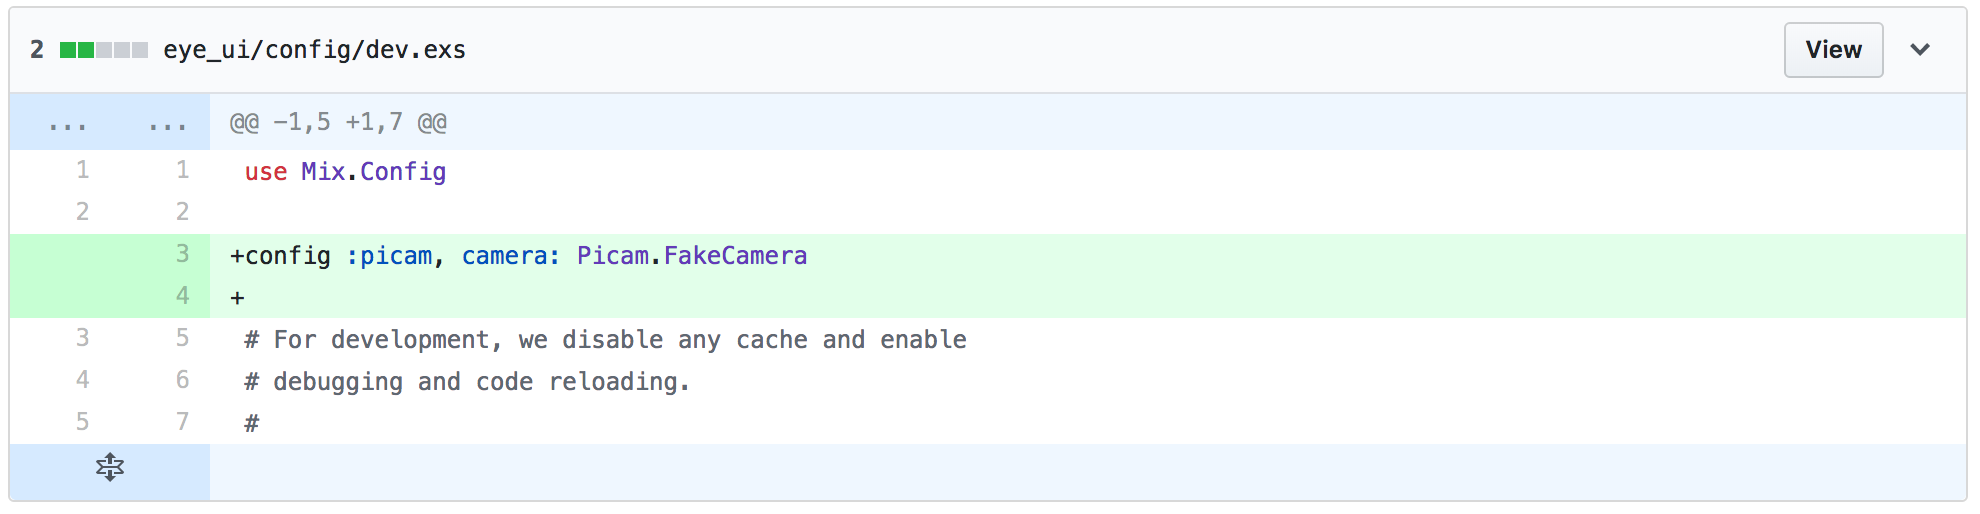 2 eye_ui/config/dev.exs View
... ... @@ -1,5 +1,7 @@
1 1 use Mix.Config
2 2
3 +config :picam, camera: Picam.FakeCamera
4 +
3 5 # For development, we disable any cache and enable
4 6 # debugging and code reloading.
5 7 #